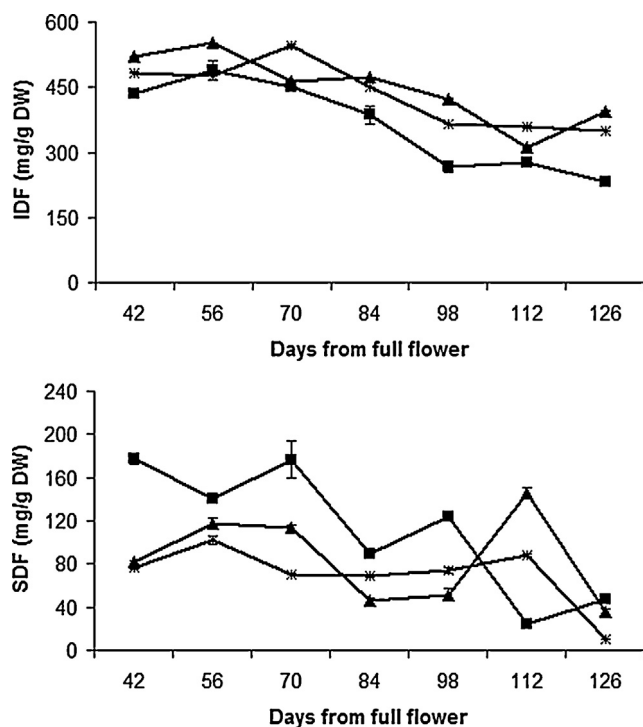 600
450
300
150
0
IDF (mg/g DW)
42 56 70 84 98 112 126
Days from full flower
240
200
160
120
80
40
0
SDF (mg/g DW)
42 56 70 84 98 112 126
Days from full flower